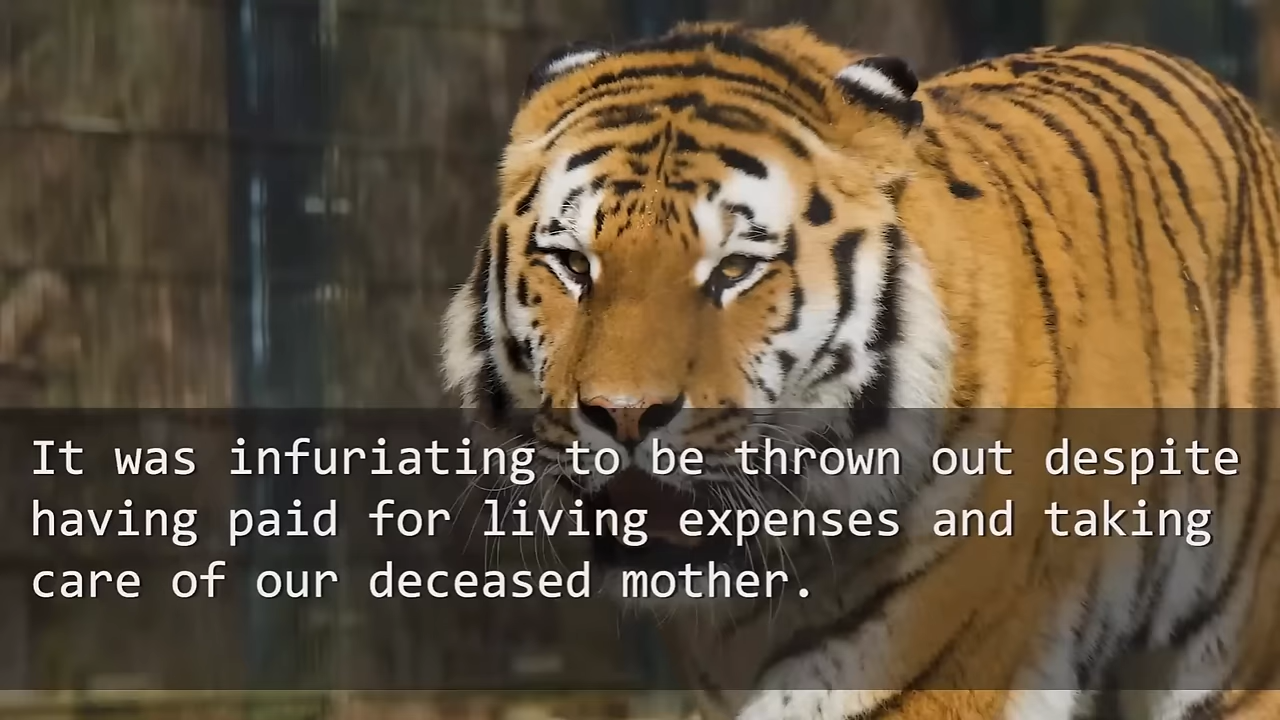 It was infuriating to be thrown out despite
having paid for living expenses and taking
care of our deceased mother.